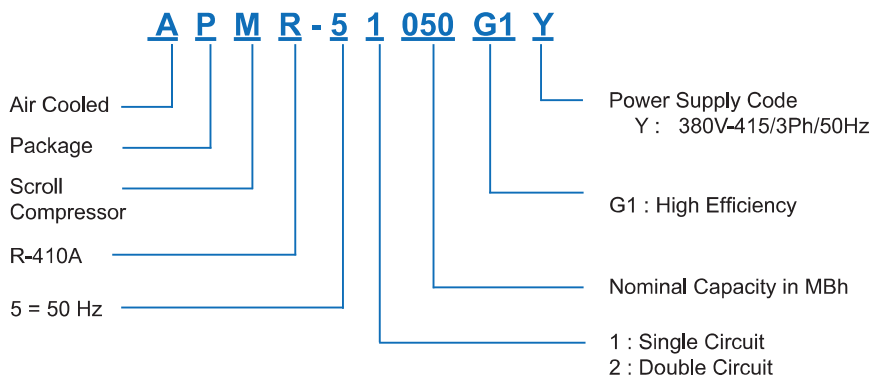 A P M R - 5 1 050 G1 Y
Air Cooled
Package
Scroll
Compressor
R-410A
5 = 50 Hz
Power Supply Code
Y : 380V-415/3Ph/50Hz
G1 : High Efficiency
Nominal Capacity in MBh
1 : Single Circuit
2 : Double Circuit